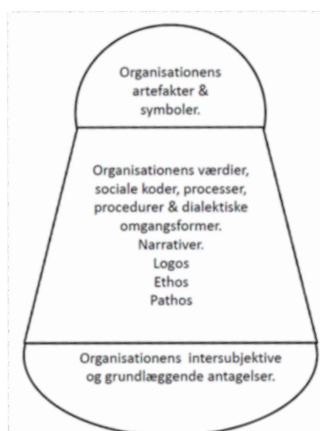 Organisationens
artefakter &
symboler.
Organisationens værdier,
sociale koder, processer,
procedurer & dialektiske
omgangsformer.
Narrativer.
Logos
Ethos
Pathos
Organisationens intersubjektive
og grundlæggende antagelser.